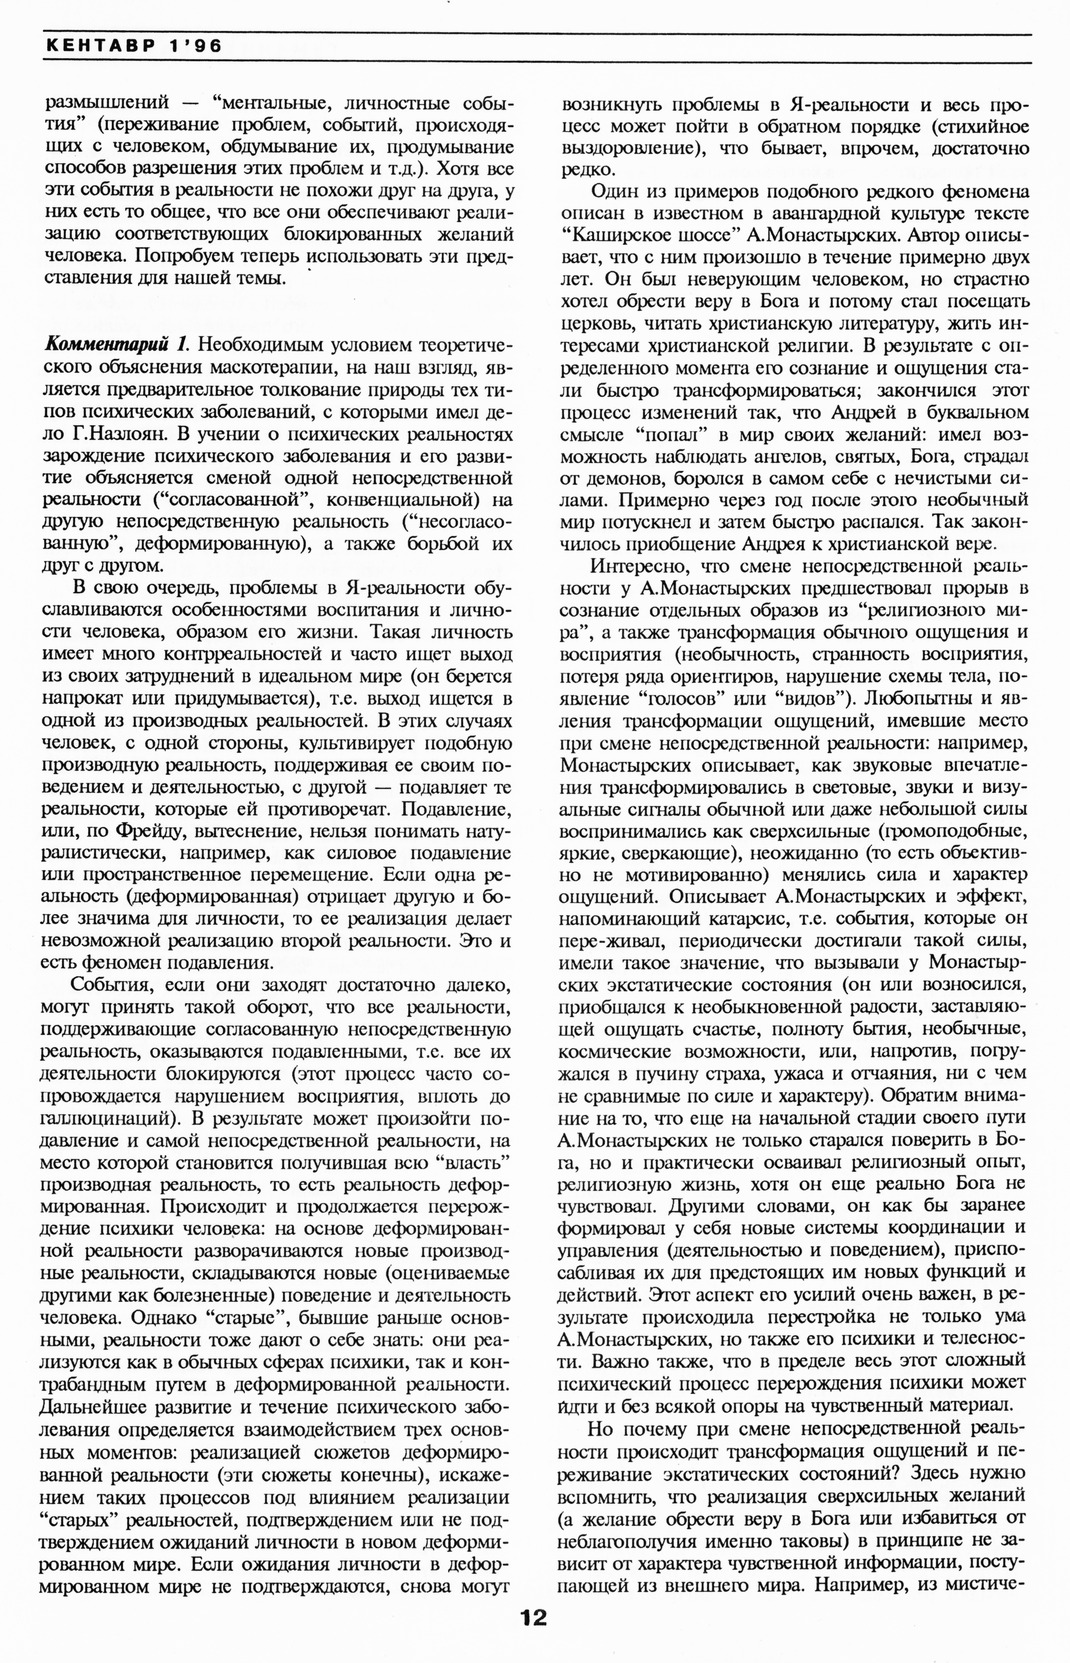 КЕНТАВР 1’96
размышлений — “ментальные, личностные собы-
тия” (переживание проблем, событий, происходя-
щих с человеком, обдумывание их, продумывание
способов разрешения этих проблем и т.д.). Хотя все
эти события в реальности не похожи друг на друга, у
них есть то общее, что все они обеспечивают реали-
зацию соответствующих блокированных желаний
человека. Попробуем теперь использовать эти пред-
ставления для нашей темы.
Комментарий 1. Необходимым условием теоретиче-
ского объяснения маскотерапии, на наш взгляд, яв-
ляется предварительное толкование природы тех ти-
пов психических заболеваний, с которыми имел де-
ло Г.Назлоян. В учении о психических реальностях
зарождение психического заболевания и его разви-
тие объясняется сменой одной непосредственной
реальности (“согласованной”, конвенциальной) на
другую непосредственную реальность (“несогласо-
ванную”, деформированную), а также борьбой их
друг с другом.
В свою очередь, проблемы в Я-реальности обу-
славливаются особенностями воспитания и лично-
сти человека, образом его жизни. Такая личность
имеет много контрреальностей и часто ищет выход
из своих затруднений в идеальном мире (он берется
напрокат или придумывается), т.е. выход ищется в
одной из производных реальностей. В этих случаях
человек, с одной стороны, культивирует подобную
производную реальность, поддерживая ее своим по-
ведением и деятельностью, с другой — подавляет те
реальности, которые ей противоречат. Подавление,
или, по Фрейду, вытеснение, нельзя понимать нату-
ралистически, например, как силовое подавление
или пространственное перемещение. Если одна ре-
альность (деформированная) отрицает другую и бо-
лее значима для личности, то ее реализация делает
невозможной реализацию второй реальности. Это и
есть феномен подавления.
События, если они заходят достаточно далеко,
могут принять такой оборот, что все реальности,
поддерживающие согласованную непосредственную
реальность, оказываются подавленными, т.е. все их
деятельности блокируются (этот процесс часто со-
провождается нарушением восприятия, вплоть до
галлюцинаций). В результате может произойти по-
давление и самой непосредственной реальности, на
место которой становится получившая всю “власть”
производная реальность, то есть реальность дефор-
мированная. Происходит и продолжается перерож-
дение психики человека: на основе деформирован-
ной реальности разворачиваются новые производ-
ные реальности, складываются новые (оцениваемые
другими как болезненные) поведение и деятельность
человека. Однако “старые”, бывшие раньше основ-
ными, реальности тоже дают о себе знать: они реа-
лизуются как в обычных сферах психики, так и кон-
трабандным путем в деформированной реальности.
Дальнейшее развитие и течение психического забо-
левания определяется взаимодействием трех основ-
ных моментов: реализацией сюжетов деформиро-
ванной реальности (эти сюжеты конечны), искаже-
нием таких процессов под влиянием реализации
“старых” реальностей, подтверждением или не под-
тверждением ожиданий личности в новом деформи-
рованном мире. Если ожидания личности в дефор-
мированном мире не подтверждаются, снова могут
возникнуть проблемы в Я-реальности и весь про-
цесс может пойти в обратном порядке (стихийное
выздоровление), что бывает, впрочем, достаточно
редко.
Один из примеров подобного редкого феномена
описан в известном в авангардной культуре тексте
“Каширское шоссе” А.Монастырских. Автор описы-
вает, что с ним произошло в течение примерно двух
лет. Он был неверующим человеком, но страстно
хотел обрести веру в Бога и потому стал посещать
церковь, читать христианскую литературу, жить ин-
тересами христианской религии. В результате с оп-
ределенного момента его сознание и ощущения ста-
ли быстро трансформироваться; закончился этот
процесс изменений так, что Андрей в буквальном
смысле “попал” в мир своих желаний: имел воз-
можность наблюдать ангелов, святых, Бога, страдал
от демонов, боролся в самом себе с нечистыми си-
лами. Примерно через год после этого необычный
мир потускнел и затем быстро распался. Так закон-
чилось приобщение Андрея к христианской вере.
Интересно, что смене непосредственной реаль-
ности у А.Монастырских предшествовал прорыв в
сознание отдельных образов из “религиозного ми-
ра”, а также трансформация обычного ощущения и
восприятия (необычность, странность восприятия,
потеря ряда ориентиров, нарушение схемы тела, по-
явление “голосов” или “видов”). Любопытны и яв-
ления трансформации ощущений, имевшие место
при смене непосредственной реальности: например,
Монастырских описывает, как звуковые впечатле-
ния трансформировались в световые, звуки и визу-
альные сигналы обычной или даже небольшой силы
воспринимались как сверхсильные (громоподобные,
яркие, сверкающие), неожиданно (то есть объектив-
но не мотивированно) менялись сила и характер
ощущений. Описывает А.Монастырских и эффект,
напоминающий катарсис, т.е. события, которые он
пере-живал, периодически достигали такой силы,
имели такое значение, что вызывали у Монастыр-
ских экстатические состояния (он или возносился,
приобщался к необыкновенной радости, заставляю-
щей ощущать счастье, полноту бытия, необычные,
космические возможности, или, напротив, погру-
жался в пучину страха, ужаса и отчаяния, ни с чем
не сравнимые по силе и характеру). Обратим внима-
ние на то, что еще на начальной стадии своего пути
А.Монастырских не только старался поверить в Бо-
га, но и практически осваивал религиозный опыт,
религиозную жизнь, хотя он еще реально Бога не
чувствовал. Другими словами, он как бы заранее
формировал у себя новые системы координации и
управления (деятельностью и поведением), приспо-
сабливая их для предстоящих им новых функций и
действий. Этот аспект его усилий очень важен, в ре-
зультате происходила перестройка не только ума
А.Монастырских, но также его психики и телеснос-
ти. Важно также, что в пределе весь этот сложный
психический процесс перерождения психики может
йдти и без всякой опоры на чувственный материал.
Но почему при смене непосредственной реаль-
ности происходит трансформация ощущений и пе-
реживание экстатических состояний? Здесь нужно
вспомнить, что реализация сверхсильных желаний
(а желание обрести веру в Бога или избавиться от
неблагополучия именно таковы) в принципе не за-
висит от характера чувственной информации, посту-
пающей из внешнего мира. Например, из мистиче-
12